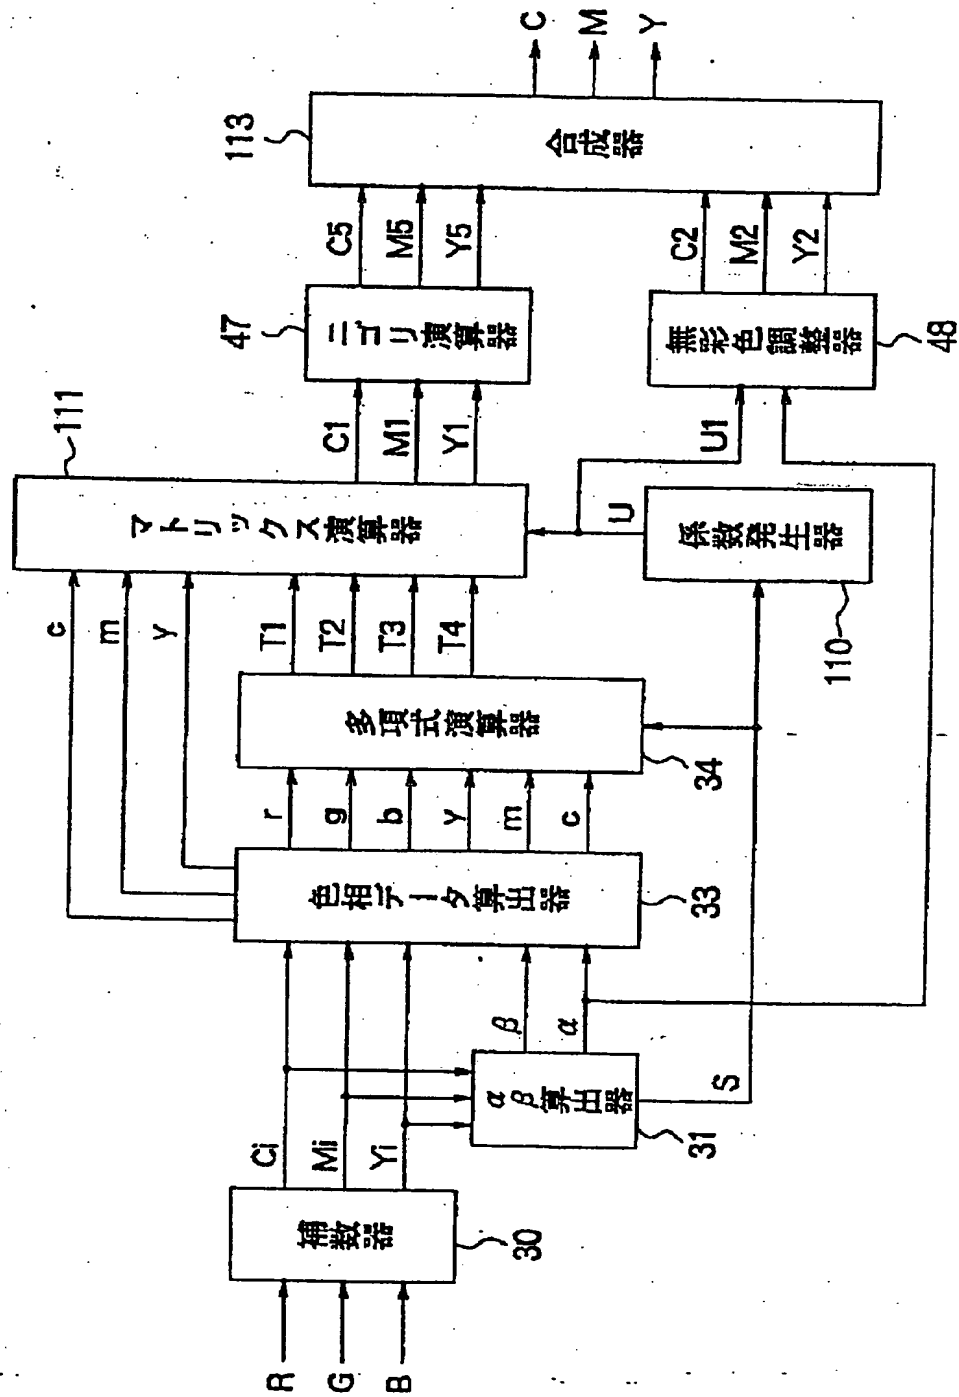 R
G
B
補数器
30
Ci
Mi
Yi
αβ算出器
31
β
α
S
色相データ算出器
33
r
g
b
y
m
c
c
m
y
多項式演算器
34
T1
T2
T3
T4
マトリックス演算器
111
係数発生器
110
U
U1
C1
M1
Y1
ニゴリ演算器
47
無彩色調整器
48
C5
M5
Y5
C2
M2
Y2
合成器
113
C
M
Y